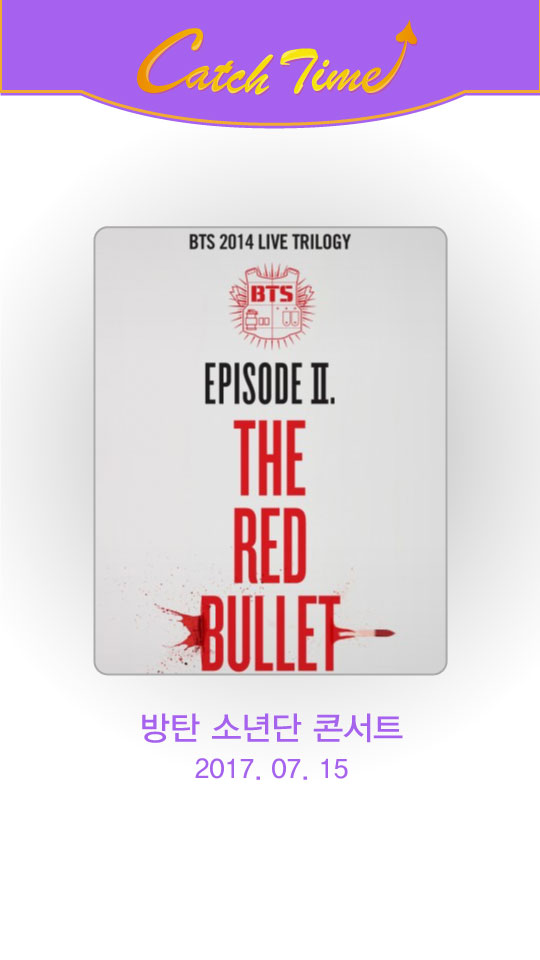 Catch Time
BTS 2014 LIVE TRILOGY
BTS
EPISODE II.
THE
RED
BULLET
방탄 소년단 콘서트
2017. 07. 15